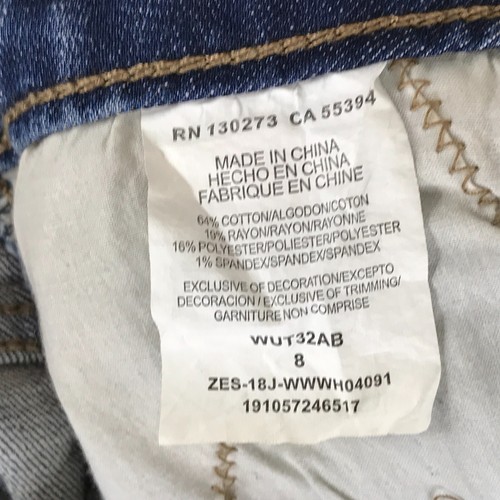 RN 130273 CA 55394
MADE IN CHINA
HECHO EN CHINA
FABRIQUE EN CHINE
64% COTTON/ALGODON/COTON
19% RAYON/RAYON/RAYONNE
16% POLYESTER/POLIESTER/POLYESTER
1% SPANDEX/SPANDEX/SPANDEX
EXCLUSIVE OF DECORATION/EXCEPTO
DECORACION / EXCLUSIVE OF TRIMMING/
GARNITURE NON COMPRISE
WUT32AB
8
ZES-18J-WWWH04091
191057246517